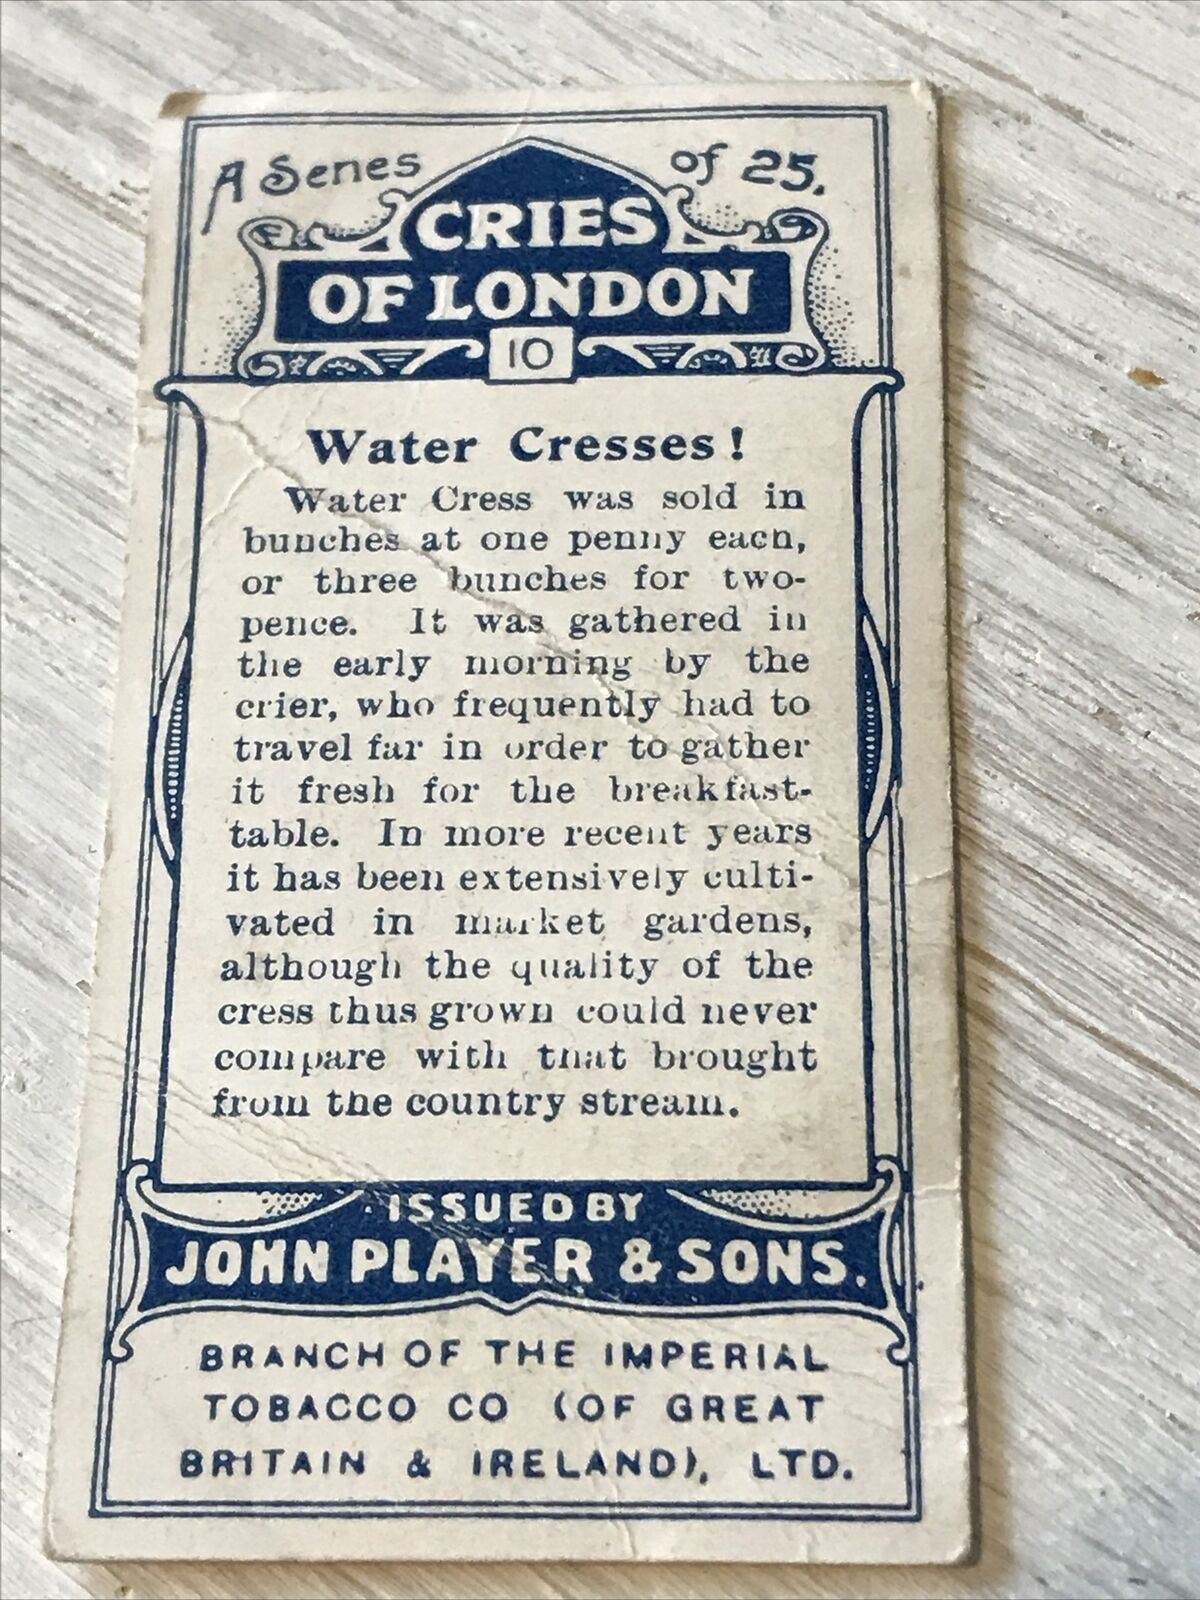 A Series of 25.
CRIES
OF LONDON
10
Water Cresses!
Water Cress was sold in
bunches at one penny each,
or three bunches for two-
pence. It was gathered in
the early morning by the
crier, who frequently had to
travel far in order to gather
it fresh for the breakfast-
table. In more recent years
it has been extensively culti-
vated in market gardens,
although the quality of the
cress thus grown could never
compare with that brought
from the country stream.
ISSUED BY
JOHN PLAYER & SONS.
BRANCH OF THE IMPERIAL
TOBACCO CO (OF GREAT
BRITAIN & IRELAND), LTD.